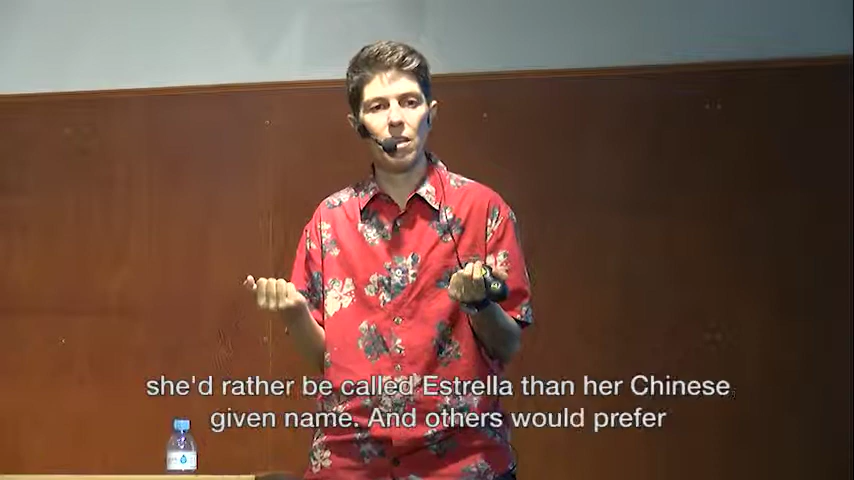 she'd rather be called Estrella than her Chinese
given name. And others would prefer